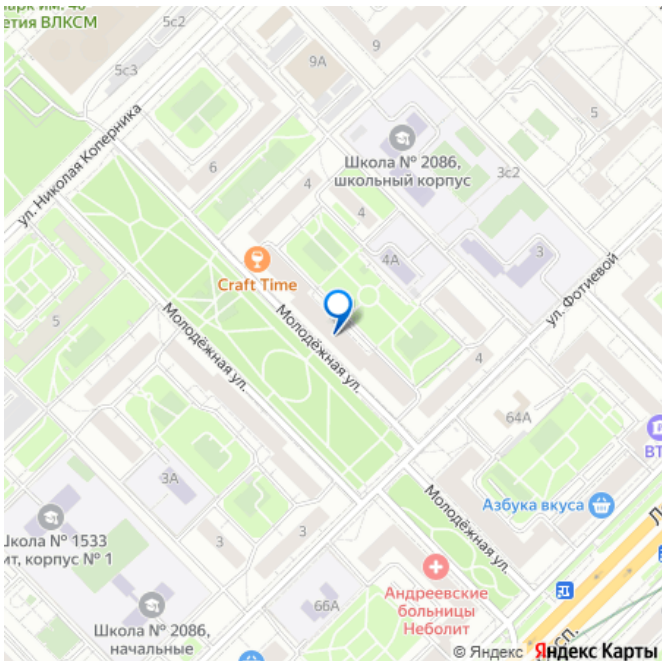 арк им. 40-
етия ВЛКСМ
5с2
9
5с3
9А
5
ул. Николая Коперника
Школа № 2086,
школьный корпус
6
4
3с2
4
4А
3
Craft Time
ул. Фотиевой
5
Молодёжная ул.
Молодёжная ул.
4
64А
ВТ
3А
Азбука вкуса
Молодёжная ул.
Школа № 1533
ит, корпус № 1
3
3
Андреевские
больницы
Неболит
66А
Школа № 2086,
начальные
сп.
© Яндекс Яндекс Карты